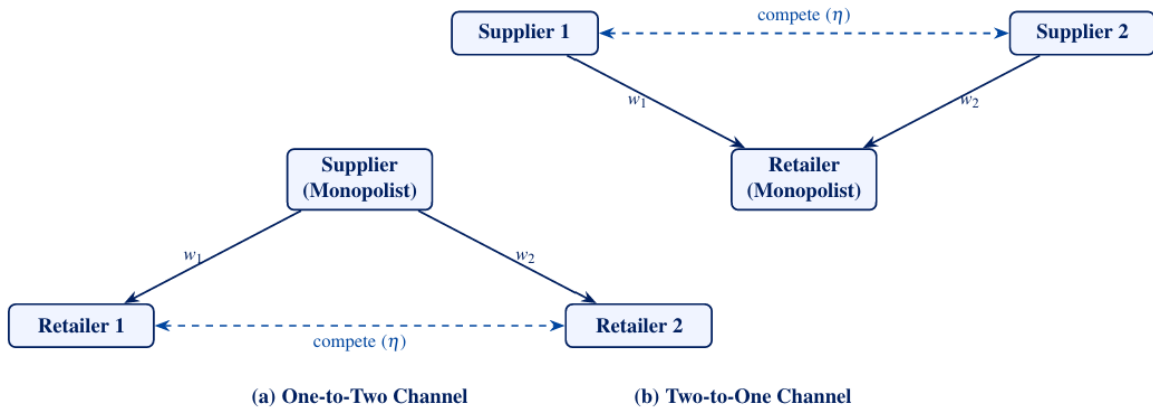 Supplier 1
compete (η)
Supplier 2
w1
w2
Retailer
(Monopolist)
Supplier
(Monopolist)
w1
w2
Retailer 1
compete (η)
Retailer 2
(a) One-to-Two Channel
(b) Two-to-One Channel